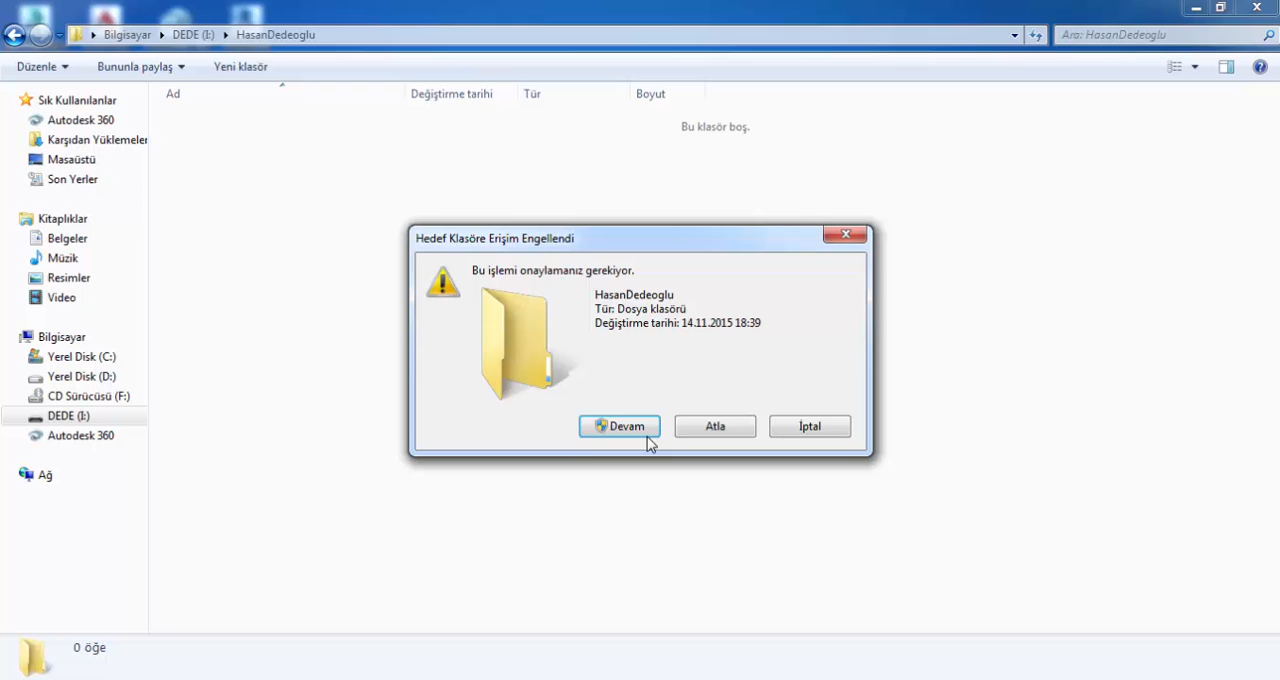 Bilgisayar DEDE (I:) HasanDedeoglu
Ara: HasanDedeoglu
Düzenle Bununla paylaş Yeni klasör
Ad Değiştirme tarihi Tür Boyut
Bu klasör boş.
Sık Kullanılanlar
Autodesk 360
Karşıdan Yüklemeler
Masaüstü
Son Yerler
Kitaplıklar
Belgeler
Müzik
Resimler
Video
Bilgisayar
Yerel Disk (C:)
Yerel Disk (D:)
CD Sürücüsü (F:)
DEDE (I:)
Autodesk 360
Ağ
Hedef Klasöre Erişim Engellendi
Bu işlemi onaylamanız gerekiyor.
HasanDedeoglu
Tür: Dosya klasörü
Değiştirme tarihi: 14.11.2015 18:39
Devam Atla İptal
0 öğe